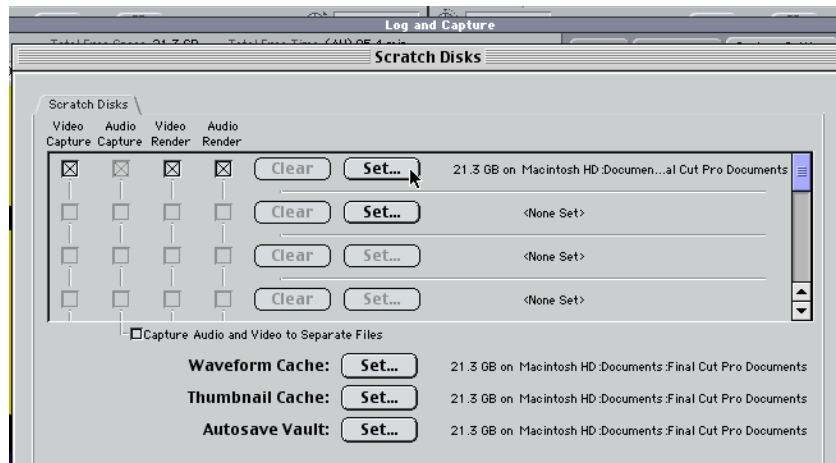 Log and Capture
Scratch Disks
Scratch Disks
Video Audio Video Audio
Capture Capture Render Render
Clear Set... 21.3 GB on Macintosh HD:Documen...al Cut Pro Documents
Clear Set... <None Set>
Clear Set... <None Set>
Clear Set... <None Set>
Capture Audio and Video to Separate Files
Waveform Cache: Set... 21.3 GB on Macintosh HD:Documents:Final Cut Pro Documents
Thumbnail Cache: Set... 21.3 GB on Macintosh HD:Documents:Final Cut Pro Documents
Autosave Vault: Set... 21.3 GB on Macintosh HD:Documents:Final Cut Pro Documents